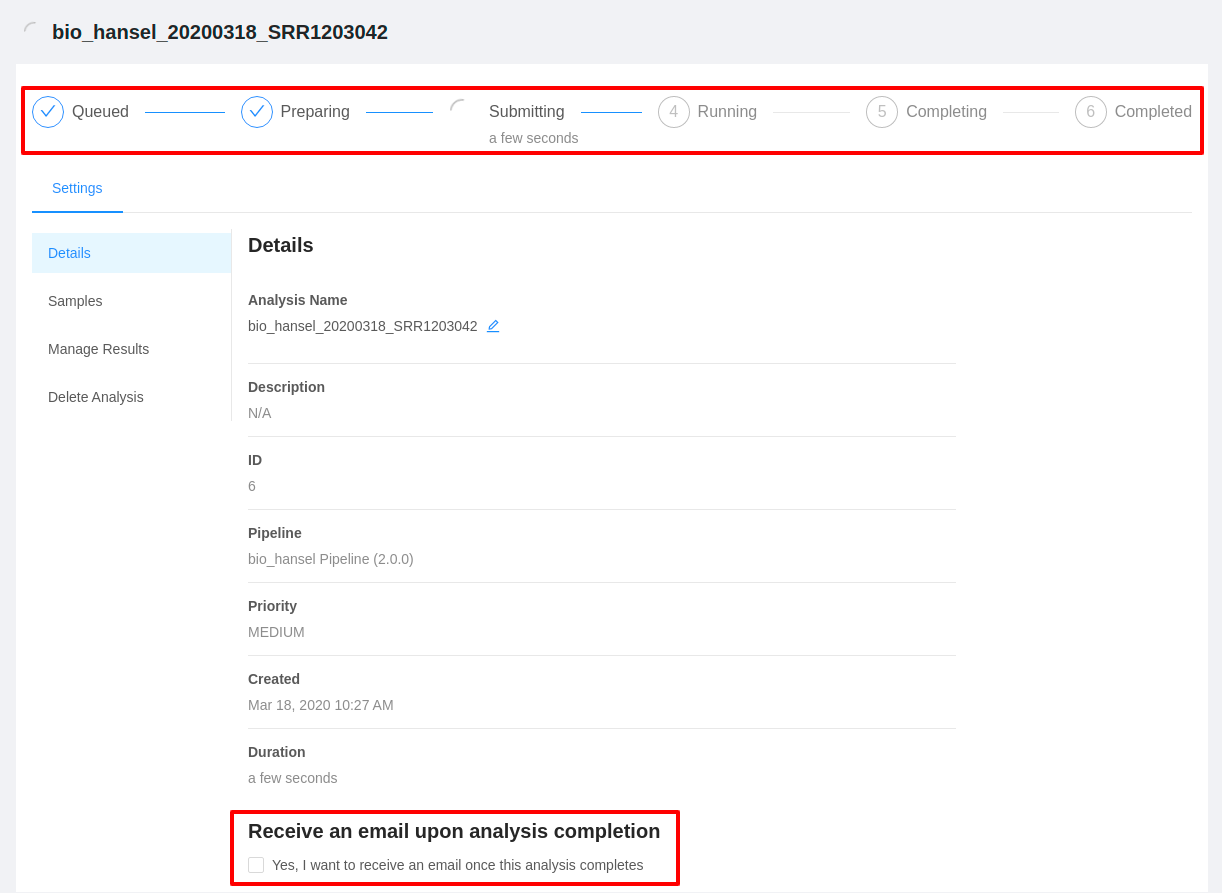 bio_hansel_20200318_SRR1203042
Queued Preparing Submitting 4 Running 5 Completing 6 Completed
a few seconds
Settings
Details
Samples
Manage Results
Delete Analysis
Details
Analysis Name
bio_hansel_20200318_SRR1203042
Description
N/A
ID
6
Pipeline
bio_hansel Pipeline (2.0.0)
Priority
MEDIUM
Created
Mar 18, 2020 10:27 AM
Duration
a few seconds
Receive an email upon analysis completion
Yes, I want to receive an email once this analysis completes